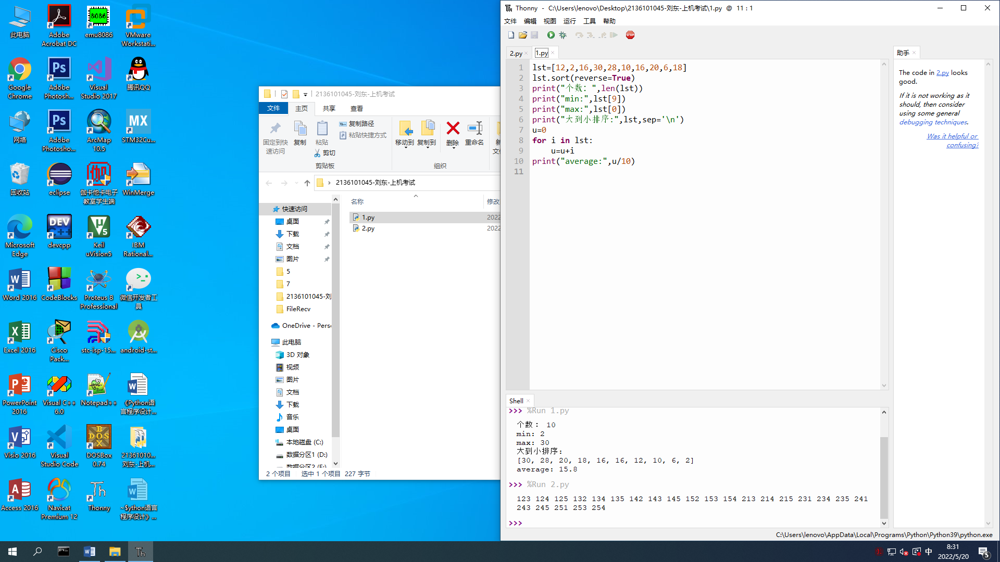 此电脑
Adobe
Acrobat DC
emu8086
VMware
Workstati...
Google
Chrome
Adobe
Photosh...
Visual
Studio 2017
腾讯QQ
网络
Adobe
Photosho...
ArcMap
10.5
STM32Cu...
回收站
eclipse
伽卡他卡电子
教室学生端
WinMerge
Microsoft
Edge
devcpp
Keil
uVision5
IBM
Rational...
Word 2016
CodeBlocks
Proteus 8
Professional
微信开发者工
具
Excel 2016
Cisco
Pack...
stc-isp-15...
android-st...
PowerPoint
2016
Visual C++
6.0
Notepad++
《Python语
言程序设计...
Visio 2016
Visual
Studio Code
DOSBox
0.74
21361010...
刘东-上机...
Access 2016
Navicat
Premium 12
Thonny
~$ython语言
程序设计》...
2136101045-刘东-上机考试
文件 主页 共享 查看
固定到快
速访问
复制
粘贴
复制路径
粘贴快捷方式
剪切
移动到 复制到 删除 重命名
剪贴板 组织
2136101045-刘东-上机考试
名称 修改
1.py 2022
2.py 2022
快速访问
桌面
下载
文档
图片
5
7
2136101045-刘
FileRecv
OneDrive - Pers
此电脑
3D 对象
视频
图片
文档
下载
音乐
桌面
本地磁盘 (C:)
数据分区1 (D:)
2 个项目 选中 1 个项目 227 字节
Thonny - C:\Users\lenovo\Desktop\2136101045-刘东-上机考试\1.py @ 11 : 1
文件 编辑 视图 运行 工具 帮助
STOP
2.py × 1.py ×
1 lst=[12,2,16,30,28,10,16,20,6,18]
2 lst.sort(reverse=True)
3 print("个数：",len(lst))
4 print("min:",lst[9])
5 print("max:",lst[0])
6 print("大到小排序:",lst,sep='\n')
7 u=0
8 for i in lst:
9     u=u+i
10 print("average:",u/10)
11
Shell ×
>>> %Run 1.py
个数： 10
min: 2
max: 30
大到小排序:
[30, 28, 20, 18, 16, 16, 12, 10, 6, 2]
average: 15.8
>>> %Run 2.py
123 124 125 132 134 135 142 143 145 152 153 154 213 214 215 231 234 235 241
243 245 251 253 254
>>>
助手 ×
The code in 2.py looks
good.
If it is not working as it
should, then consider
using some general
debugging techniques.
Was it helpful or
confusing?
C:\Users\lenovo\AppData\Local\Programs\Python\Python39\python.exe
中
8:31
2022/5/20
5